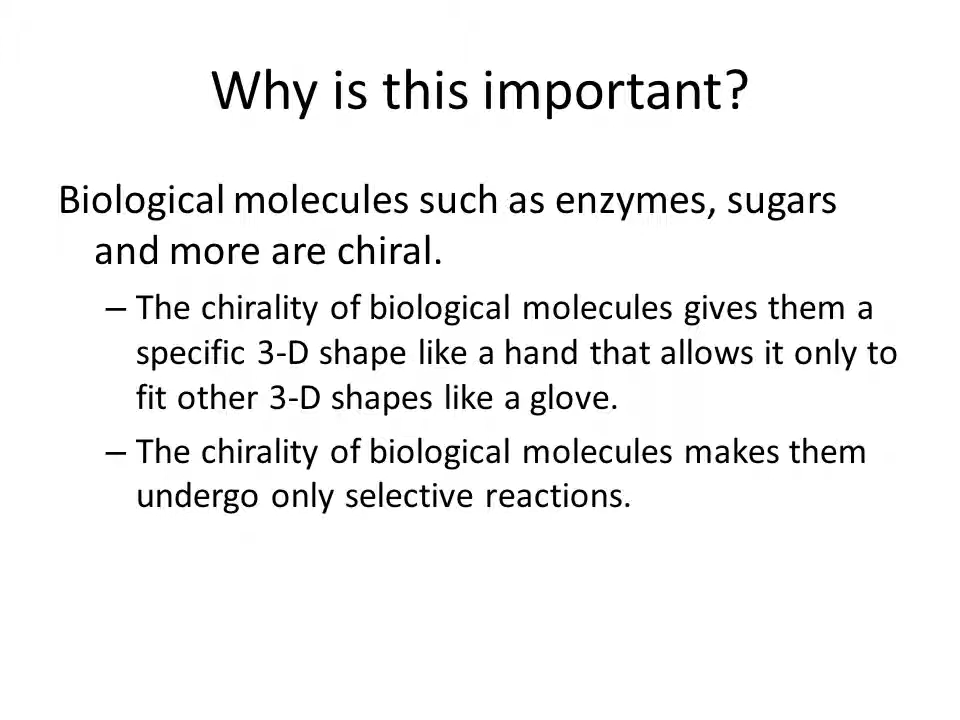 Why is this important?
Biological molecules such as enzymes, sugars
and more are chiral.
– The chirality of biological molecules gives them a
specific 3-D shape like a hand that allows it only to
fit other 3-D shapes like a glove.
– The chirality of biological molecules makes them
undergo only selective reactions.